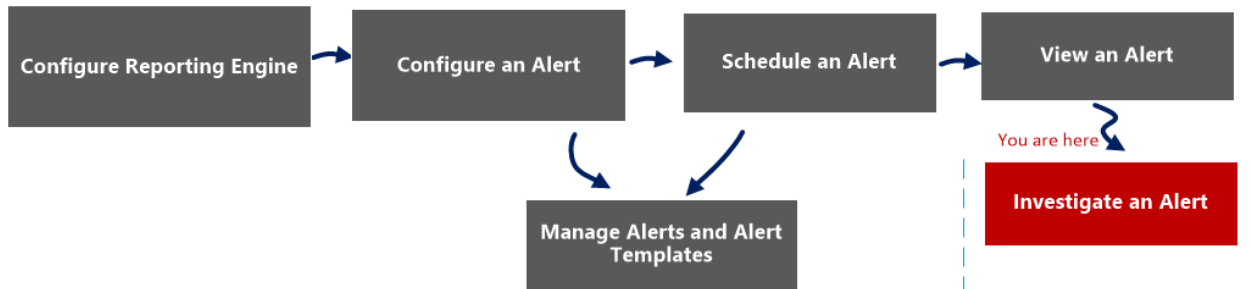 Configure Reporting Engine
Configure an Alert
Schedule an Alert
View an Alert
You are here
Investigate an Alert
Manage Alerts and Alert
Templates